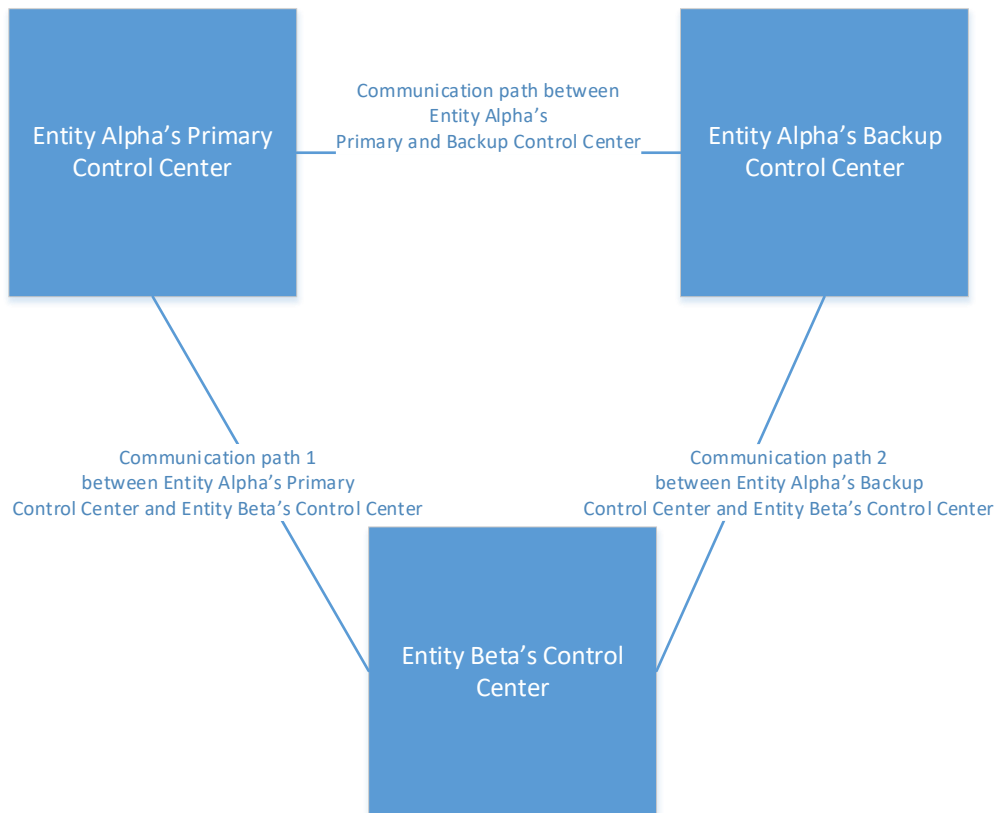 Entity Alpha’s Primary
Control Center
Communication path between
Entity Alpha’s
Primary and Backup Control Center
Entity Alpha’s Backup
Control Center
Communication path 1
between Entity Alpha’s Primary
Control Center and Entity Beta’s Control Center
Communication path 2
between Entity Alpha’s Backup
Control Center and Entity Beta’s Control Center
Entity Beta’s Control
Center